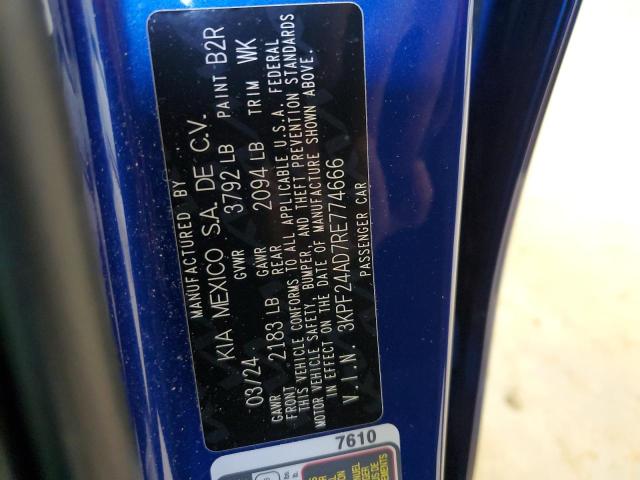 MANUFACTURED BY
KIA MEXICO S.A. DE C.V.
03/24 GVWR 3792 LB PAINT B2R
GAWR FRONT 2183 LB GAWR REAR 2094 LB TRIM WK
THIS VEHICLE CONFORMS TO ALL APPLICABLE U.S.A. FEDERAL
MOTOR VEHICLE SAFETY, BUMPER, AND THEFT PREVENTION STANDARDS
IN EFFECT ON THE DATE OF MANUFACTURE SHOWN ABOVE.
V.I.N. 3KPF24AD7RE774666
PASSENGER CAR
7610